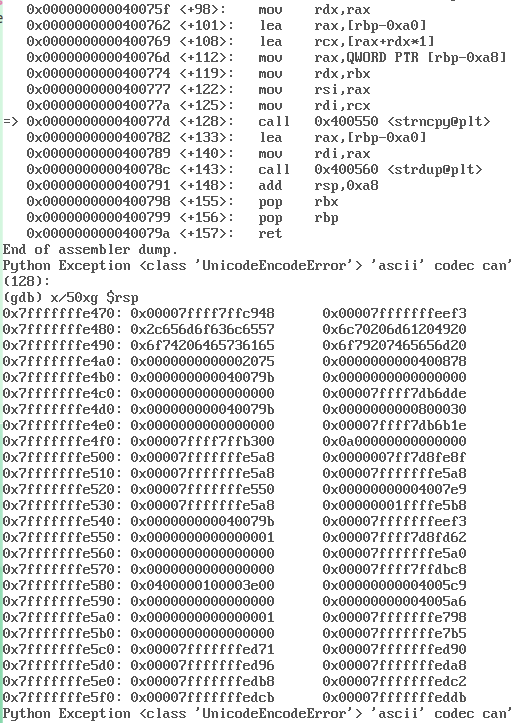 0x000000000040075f <+98>: mov rdx,rax
0x0000000000400762 <+101>: lea rax,[rbp-0xa0]
0x0000000000400769 <+108>: lea rcx,[rax+rdx*1]
0x000000000040076d <+112>: mov rax,QWORD PTR [rbp-0xa8]
0x0000000000400774 <+119>: mov rdx,rbx
0x0000000000400777 <+122>: mov rsi,rax
0x000000000040077a <+125>: mov rdi,rcx
=> 0x000000000040077d <+128>: call 0x400550 <strncpy@plt>
0x0000000000400782 <+133>: lea rax,[rbp-0xa0]
0x0000000000400789 <+140>: mov rdi,rax
0x000000000040078c <+143>: call 0x400560 <strdup@plt>
0x0000000000400791 <+148>: add rsp,0xa8
0x0000000000400798 <+155>: pop rbx
0x0000000000400799 <+156>: pop rbp
0x000000000040079a <+157>: ret
End of assembler dump.
Python Exception <class 'UnicodeEncodeError'> 'ascii' codec can'
(128):
(gdb) x/50xg $rsp
0x7fffffffe470: 0x00007ffff7ffc948 0x00007fffffffeef3
0x7fffffffe480: 0x2c656d6f636c6557 0x6c70206d61204920
0x7fffffffe490: 0x6f74206465736165 0x6f79207465656d20
0x7fffffffe4a0: 0x0000000000002075 0x0000000000400878
0x7fffffffe4b0: 0x000000000040079b 0x0000000000000000
0x7fffffffe4c0: 0x0000000000000000 0x00007ffff7db6dde
0x7fffffffe4d0: 0x000000000040079b 0x0000000000800030
0x7fffffffe4e0: 0x0000000000000000 0x00007ffff7db6b1e
0x7fffffffe4f0: 0x00007ffff7ffb300 0x0a00000000000000
0x7fffffffe500: 0x00007fffffffe5a8 0x0000007ff7d8fe8f
0x7fffffffe510: 0x00007fffffffe5a8 0x00007fffffffe5a8
0x7fffffffe520: 0x00007fffffffe550 0x00000000004007e9
0x7fffffffe530: 0x00007fffffffe5a8 0x00000001ffffe5b8
0x7fffffffe540: 0x000000000040079b 0x00007fffffffeef3
0x7fffffffe550: 0x0000000000000001 0x00007ffff7d8fd62
0x7fffffffe560: 0x0000000000000000 0x00007fffffffe5a0
0x7fffffffe570: 0x0000000000000000 0x00007ffff7ffdbc8
0x7fffffffe580: 0x0400000100003e00 0x00000000004005c9
0x7fffffffe590: 0x0000000000000000 0x00000000004005a6
0x7fffffffe5a0: 0x0000000000000001 0x00007fffffffe798
0x7fffffffe5b0: 0x0000000000000000 0x00007fffffffe7b5
0x7fffffffe5c0: 0x00007fffffffed71 0x00007fffffffed90
0x7fffffffe5d0: 0x00007fffffffed96 0x00007fffffffeda8
0x7fffffffe5e0: 0x00007fffffffedb8 0x00007fffffffedc2
0x7fffffffe5f0: 0x00007fffffffedcb 0x00007fffffffeddb
Python Exception <class 'UnicodeEncodeError'> 'ascii' codec can'